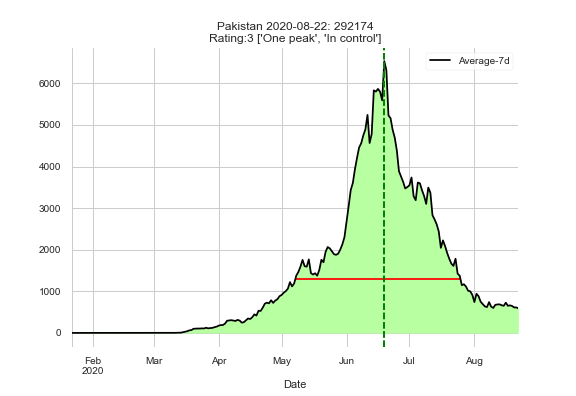 Pakistan 2020-08-22: 292174
Rating:3 ['One peak', 'In control']
Average-7d
6000
5000
4000
3000
2000
1000
0
Feb Mar Apr May Jun Jul Aug
2020
Date